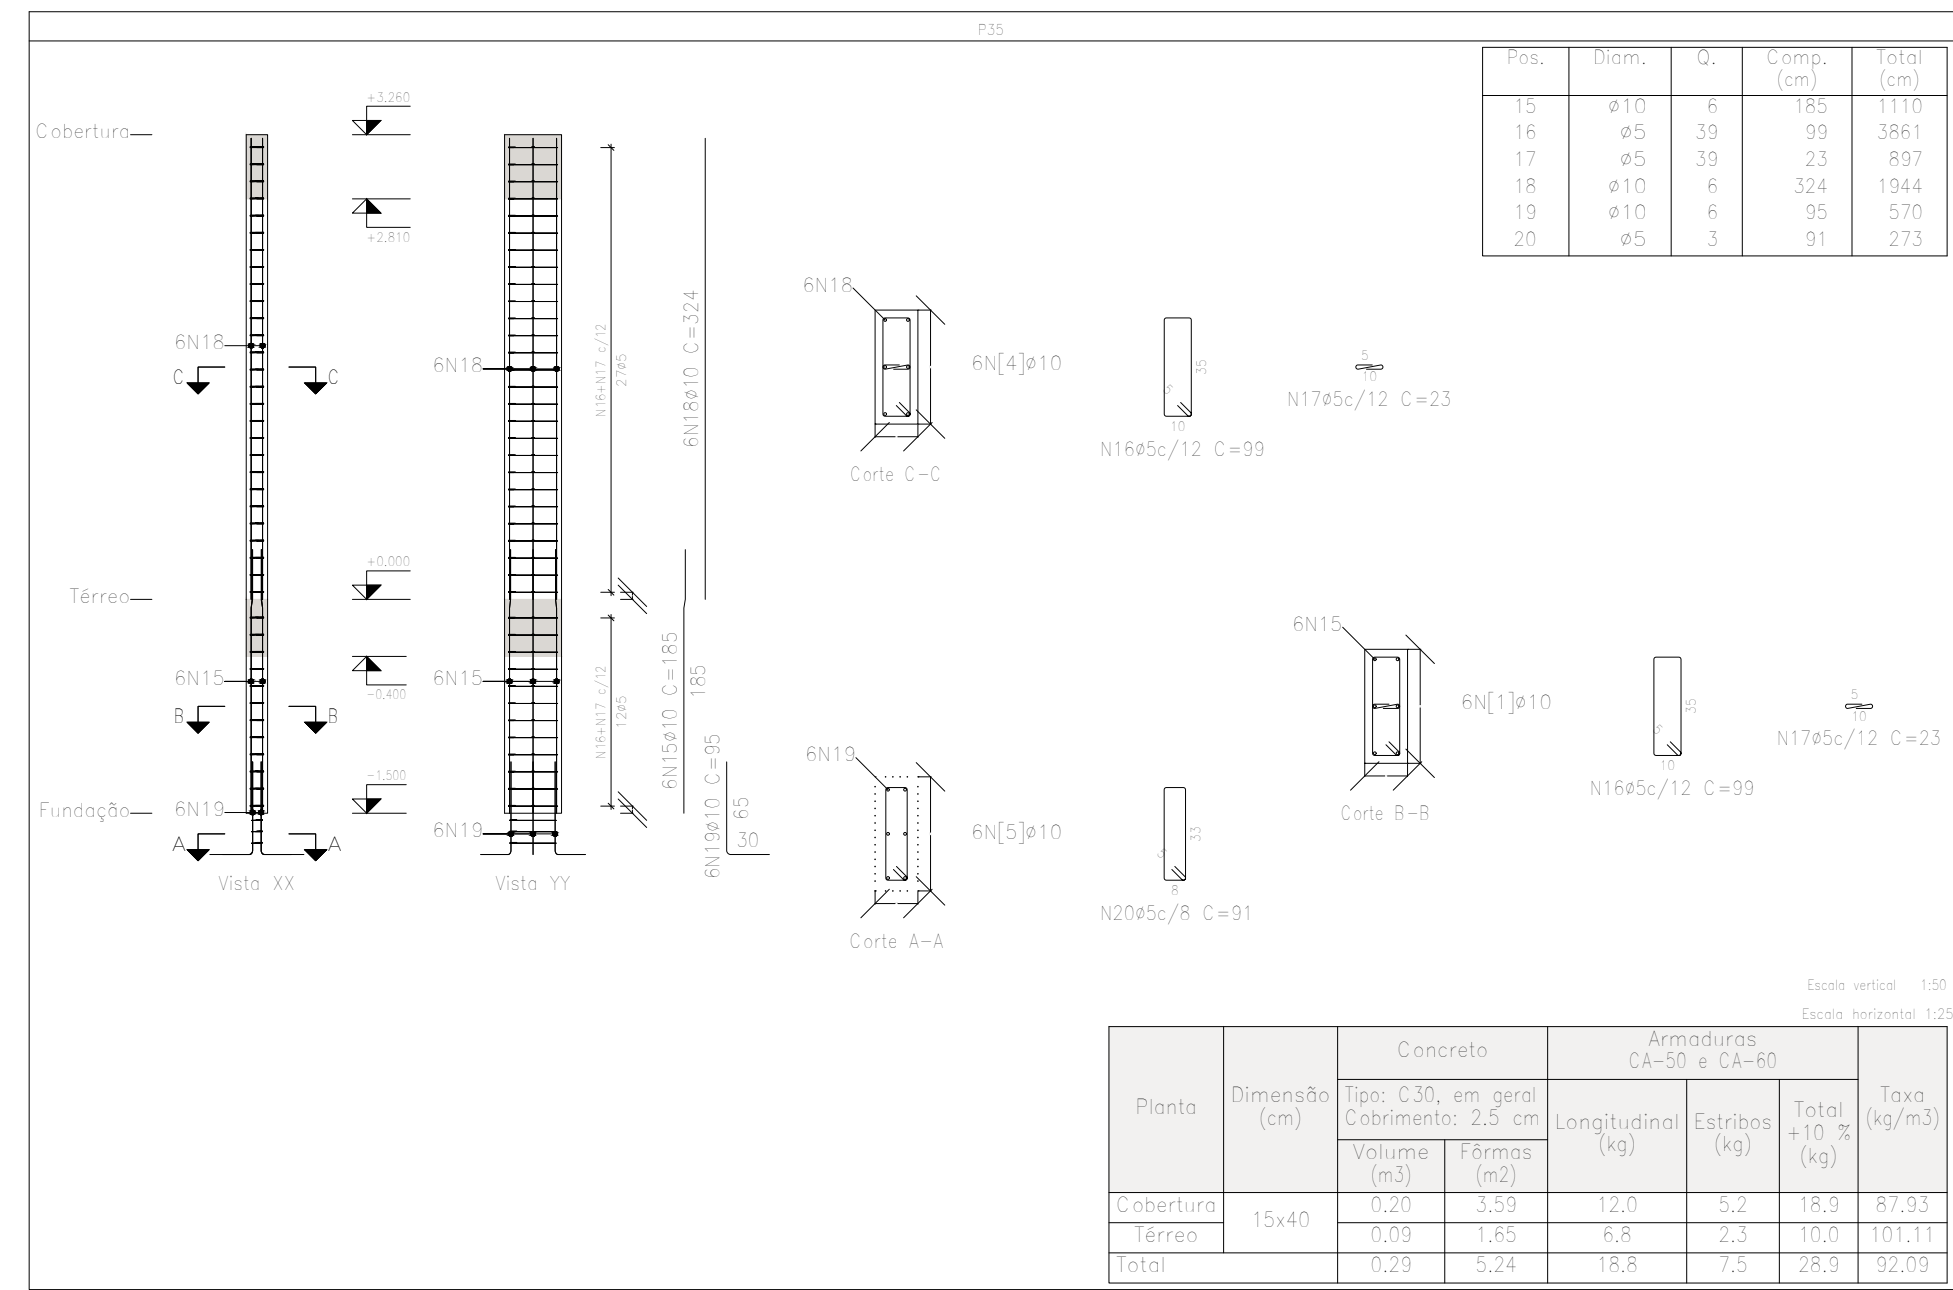 P35
Pos. Diam. Q. Comp. (cm) Total (cm)
15 ø10 6 185 1110
16 ø5 39 99 3861
17 ø5 39 23 897
18 ø10 6 324 1944
19 ø10 6 95 570
20 ø5 3 91 273
Cobertura
+3.260
+2.810
6N18
C C
6N18
N16+N17 c/12
27ø5
6N18ø10 C=324
6N18
6N[4]ø10
Corte C-C
35
5
10
N16ø5c/12 C=99
5
10
N17ø5c/12 C=23
Térreo
+0.000
-0.400
6N15
B B
6N15
N16+N17 c/12
12ø5
6N15ø10 C=185
185
6N15
6N[1]ø10
Corte B-B
35
5
10
N16ø5c/12 C=99
5
10
N17ø5c/12 C=23
Fundação
-1.500
6N19
A A
6N19
6N19ø10 C=95
65
30
Vista XX
Vista YY
6N19
6N[5]ø10
Corte A-A
33
5
8
N20ø5c/8 C=91
Escala vertical 1:50
Escala horizontal 1:25
Planta
Dimensão (cm)
Concreto
Tipo: C30, em geral
Cobrimento: 2.5 cm
Volume (m3)
Fôrmas (m2)
Armaduras
CA-50 e CA-60
Longitudinal (kg)
Estribos (kg)
Total +10 % (kg)
Taxa (kg/m3)
Cobertura 15x40 0.20 3.59 12.0 5.2 18.9 87.93
Térreo 0.09 1.65 6.8 2.3 10.0 101.11
Total 0.29 5.24 18.8 7.5 28.9 92.09